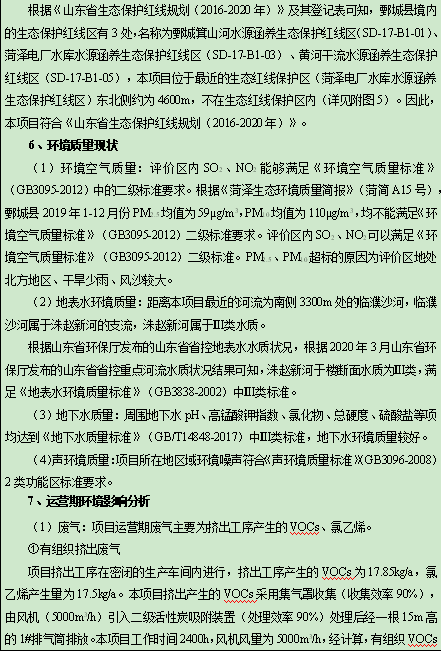 根据《山东省生态保护红线规划（2016-2020 年）》及其登记表可知，鄄城县境内
的生态保护红线区有 3 处，名称为鄄城箕山河水源涵养生态保护红线区(SD-17-B1-01)、
菏泽电厂水库水源涵养生态保护红线区（SD-17-B1-03）、黄河干流水源涵养生态保护
红线区（SD-17-B1-05），本项目位于最近的生态红线保护区（菏泽电厂水库水源涵养
生态保护红线区）东北侧约为 4600m，不在生态红线保护区内（详见附图 5）。因此，
本项目符合《山东省生态保护红线规划（2016-2020 年）》。
6、环境质量现状
（1）环境空气质量：评价区内 SO2、NO2 能够满足《环境空气质量标准》
（GB3095-2012）中的二级标准要求。根据《菏泽生态环境质量简报》（菏简 A15 号），
鄄城县 2019 年 1-12 月份 PM2.5 均值为 59μg/m3，PM10 均值为 110μg/m3，均不能满足《环
境空气质量标准》（GB3095-2012）二级标准要求。评价区内 SO2、NO2 可以满足《环
境空气质量标准》（GB3095-2012）二级标准。PM2.5、PM10 超标的原因为评价区地处
北方地区、干旱少雨、风沙较大。
（2）地表水环境质量：距离本项目最近的河流为南侧 3300m 处的临濮沙河，临濮
沙河属于洙赵新河的支流，洙赵新河属于III类水质。
根据山东省环保厅发布的山东省省控地表水水质状况，根据 2020 年 3 月山东省环
保厅发布的山东省省控重点河流水质状况结果可知，洙赵新河于楼断面水质为III类，满
足《地表水环境质量标准》（GB3838-2002）中III类标准。
（3）地下水质量：周围地下水 pH、高锰酸钾指数、氯化物、总硬度、硫酸盐等项
均达到《地下水质量标准》（GB/T14848-2017）中III类标准，地下水环境质量较好。
（4）声环境质量：项目所在地区域环境噪声符合《声环境质量标准》（GB3096-2008）
2 类功能区标准要求。
7、运营期环境影响分析
（1）废气：项目运营期废气主要为挤出工序产生的 VOCs、氯乙烯。
①有组织挤出废气
项目挤出工序在密闭的生产车间内进行，挤出工序产生的 VOCs 为 17.85kg/a，氯
乙烯产生量为 17.5kg/a。本项目挤出产生的 VOCs 采用集气罩收集（收集效率 90%），
由风机（5000m3/h）引入二级活性炭吸附装置（处理效率 90%）处理后经一根 15m 高
的 1#排气筒排放。本项目工作时间 2400h，风机风量为 5000m3/h，经计算，有组织 VOCs